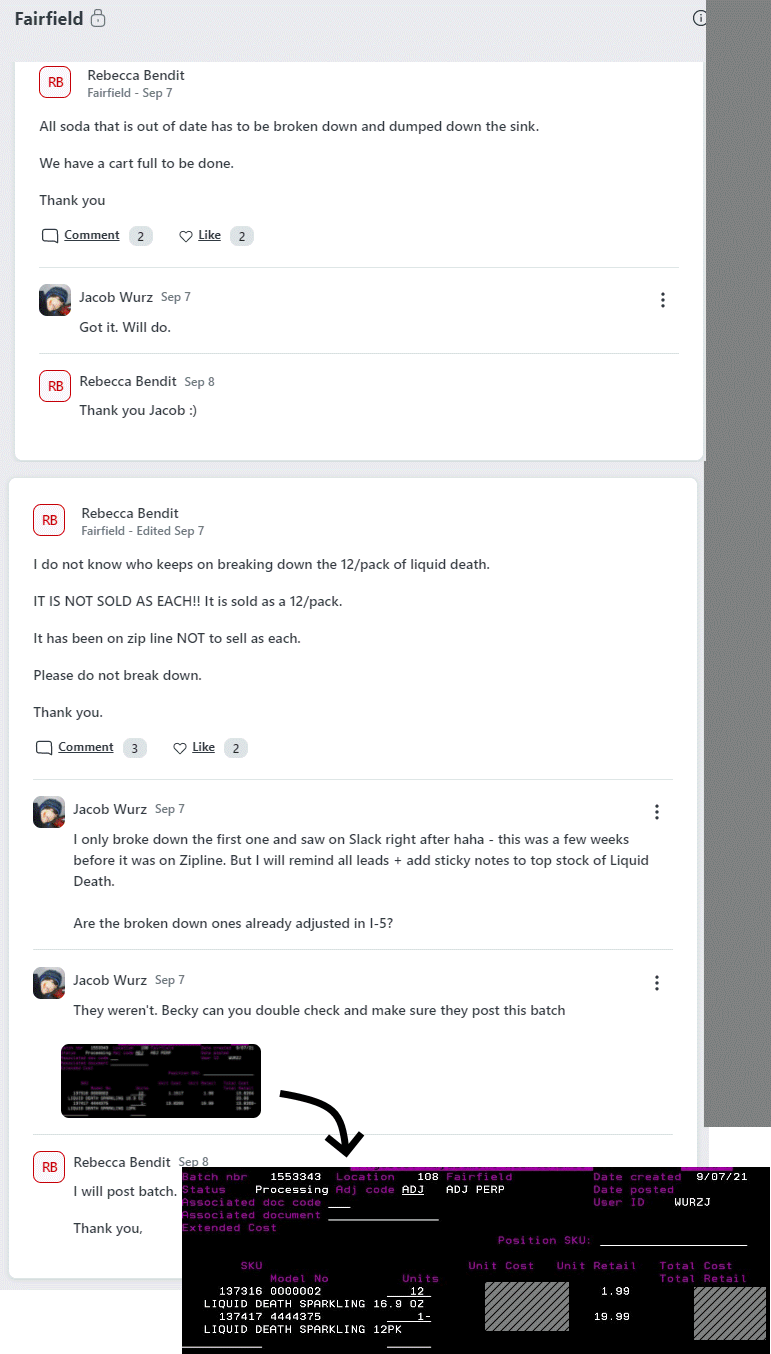 Fairfield
RB
Rebecca Bendit
Fairfield - Sep 7
All soda that is out of date has to be broken down and dumped down the sink.
We have a cart full to be done.
Thank you
Comment 2 Like 2
Jacob Wurz Sep 7
Got it. Will do.
RB
Rebecca Bendit Sep 8
Thank you Jacob :)
RB
Rebecca Bendit
Fairfield - Edited Sep 7
I do not know who keeps on breaking down the 12/pack of liquid death.
IT IS NOT SOLD AS EACH!! It is sold as a 12/pack.
It has been on zip line NOT to sell as each.
Please do not break down.
Thank you.
Comment 3 Like 2
Jacob Wurz Sep 7
I only broke down the first one and saw on Slack right after haha - this was a few weeks
before it was on Zipline. But I will remind all leads + add sticky notes to top stock of Liquid
Death.
Are the broken down ones already adjusted in I-5?
Jacob Wurz Sep 7
They weren't. Becky can you double check and make sure they post this batch
RB
Rebecca Bendit Sep 8
I will post batch.
Thank you,
Batch nbr 1553343 Location 108 Fairfield Date created 9/07/21
Status Processing Adj code ADJ ADJ PERP Date posted
Associated doc code User ID WURZJ
Associated document
Extended Cost
Position SKU:
SKU Unit Cost Unit Retail Total Cost
Model No Units Total Retail
137316 0000002 12 1.99
LIQUID DEATH SPARKLING 16.9 OZ
137417 4444375 1- 19.99
LIQUID DEATH SPARKLING 12PK